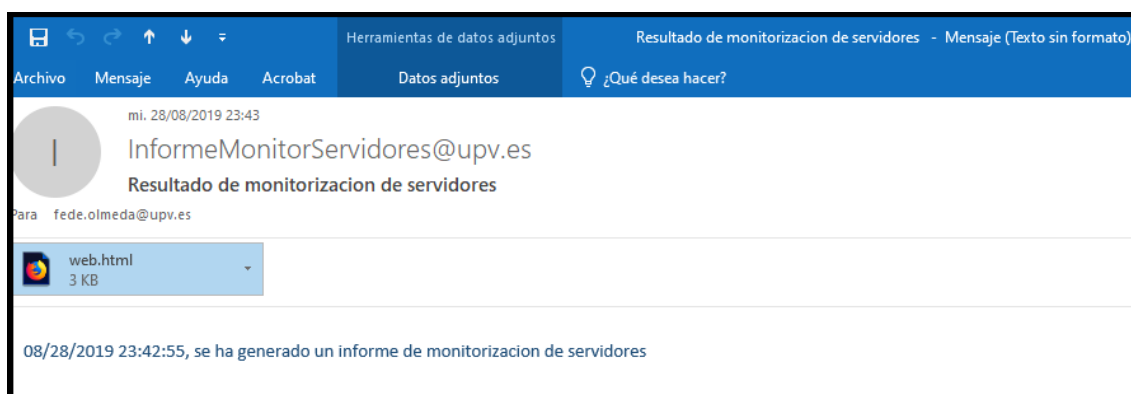 Herramientas de datos adjuntos Resultado de monitorizacion de servidores - Mensaje (Texto sin formato)
Archivo Mensaje Ayuda Acrobat Datos adjuntos ¿Qué desea hacer?
mi. 28/08/2019 23:43
I
InformeMonitorServidores@upv.es
Resultado de monitorizacion de servidores
Para fede.olmeda@upv.es
web.html
3 KB
08/28/2019 23:42:55, se ha generado un informe de monitorizacion de servidores